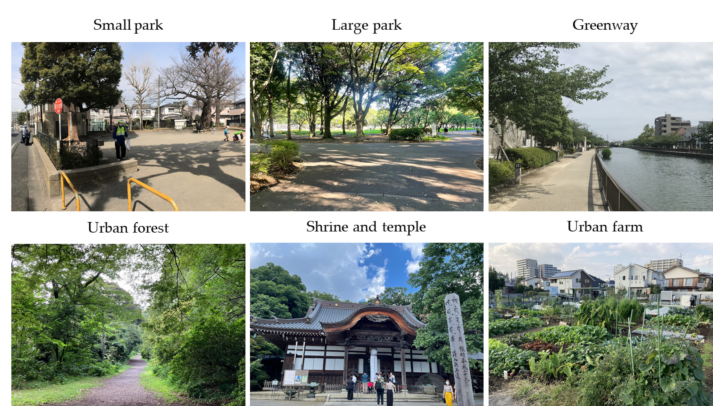 Small park
Large park
Greenway
Urban forest
Shrine and temple
Urban farm